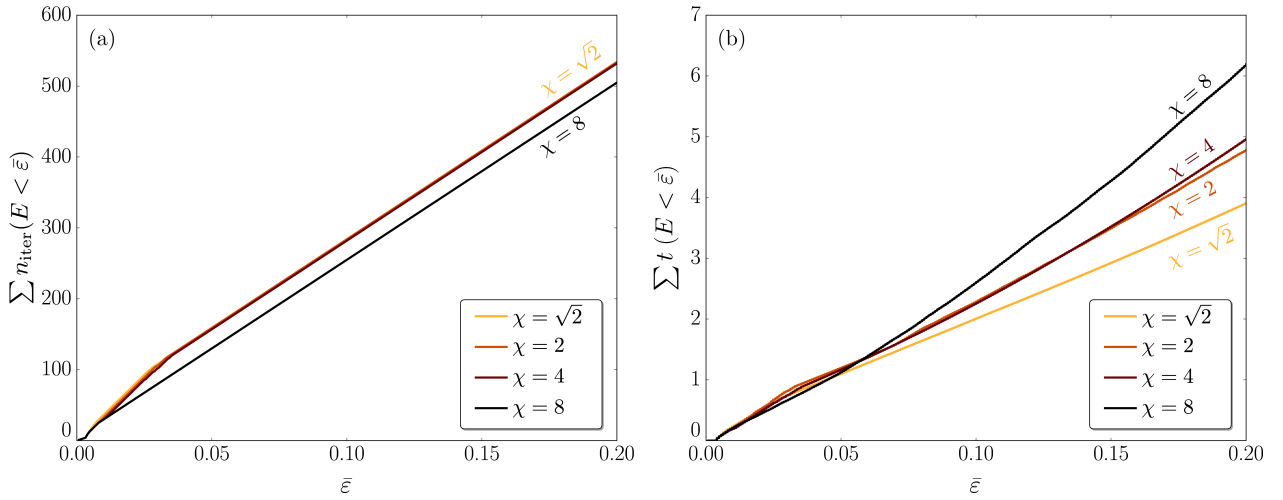 (a)
600
500
400
300
200
100
0
∑ n_iter(E < ε̄)
0.00 0.05 0.10 0.15 0.20
ε̄
χ = √2
χ = 8
χ = √2
χ = 2
χ = 4
χ = 8
(b)
7
6
5
4
3
2
1
0
∑ t (E < ε̄)
0.00 0.05 0.10 0.15 0.20
ε̄
χ = 8
χ = 4
χ = 2
χ = √2
χ = √2
χ = 2
χ = 4
χ = 8